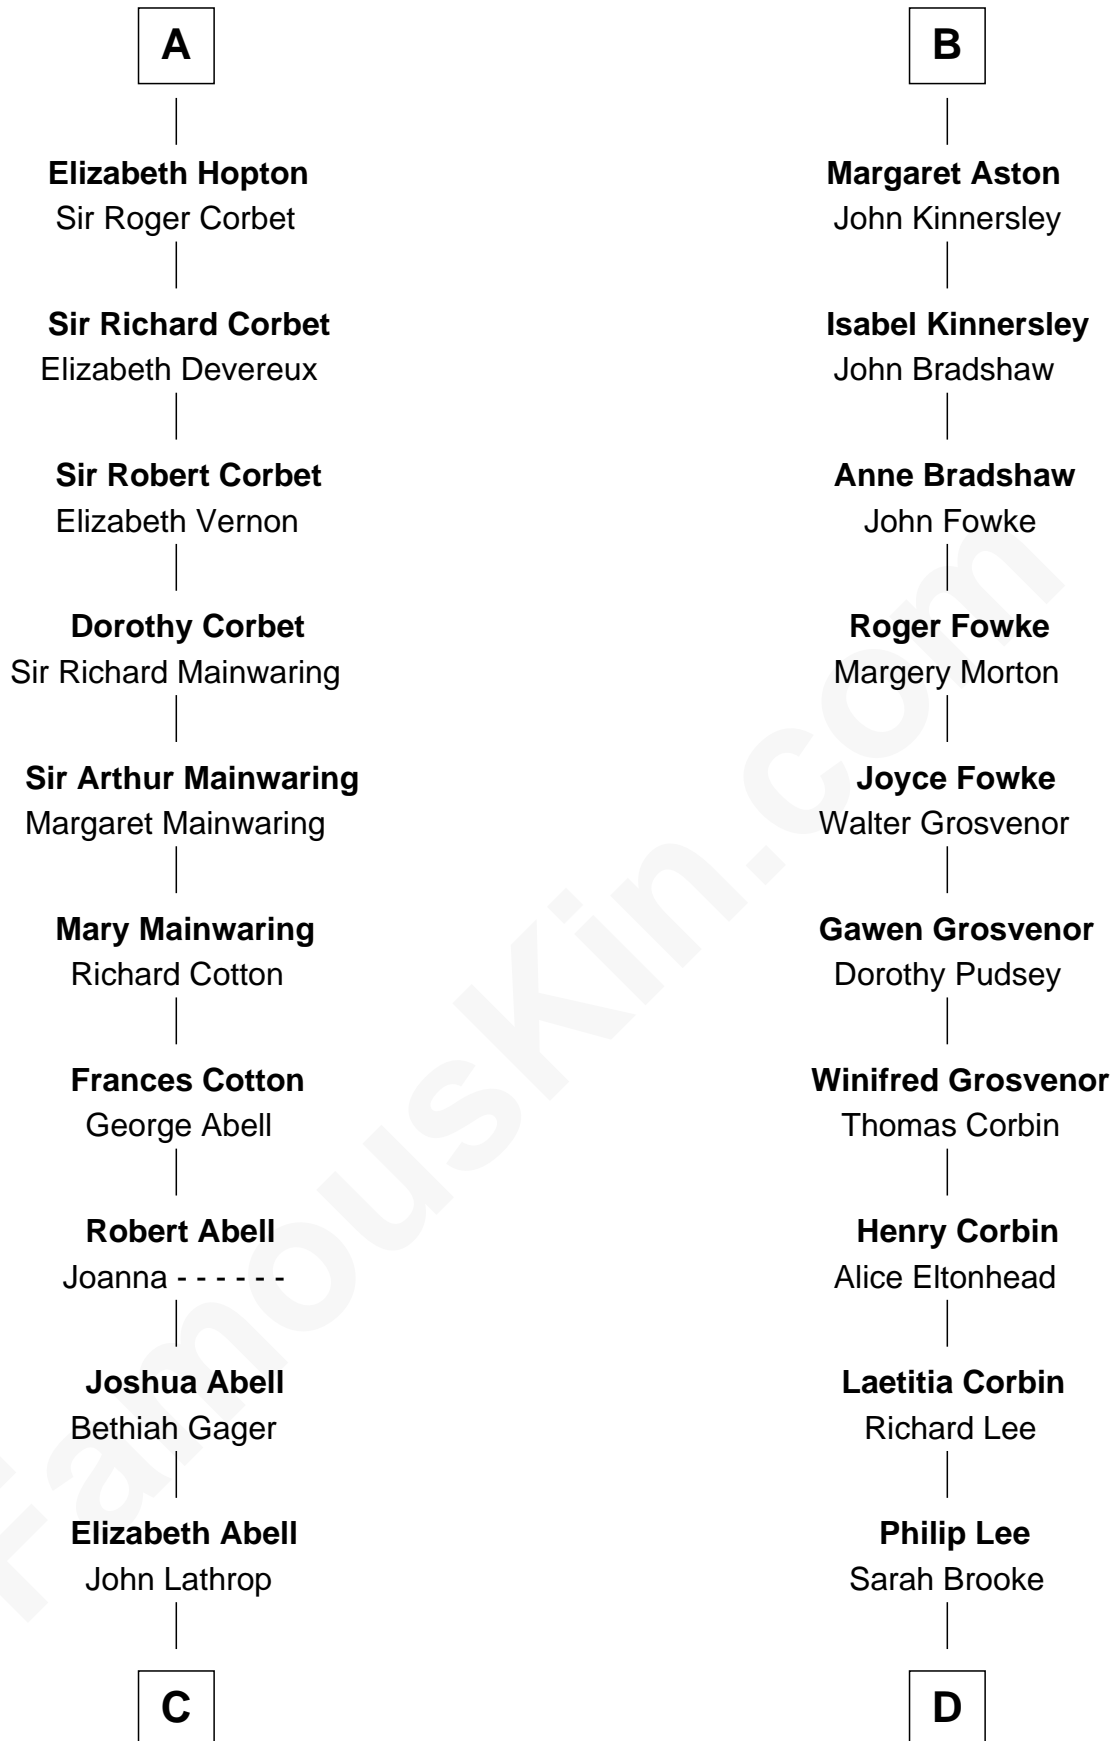 A
Elizabeth Hopton
Sir Roger Corbet
Sir Richard Corbet
Elizabeth Devereux
Sir Robert Corbet
Elizabeth Vernon
Dorothy Corbet
Sir Richard Mainwaring
Sir Arthur Mainwaring
Margaret Mainwaring
Mary Mainwaring
Richard Cotton
Frances Cotton
George Abell
Robert Abell
Joanna - - - - - -
Joshua Abell
Bethiah Gager
Elizabeth Abell
John Lathrop
C
B
Margaret Aston
John Kinnersley
Isabel Kinnersley
John Bradshaw
Anne Bradshaw
John Fowke
Roger Fowke
Margery Morton
Joyce Fowke
Walter Grosvenor
Gawen Grosvenor
Dorothy Pudsey
Winifred Grosvenor
Thomas Corbin
Henry Corbin
Alice Eltonhead
Laetitia Corbin
Richard Lee
Philip Lee
Sarah Brooke
D
FamousKin.com